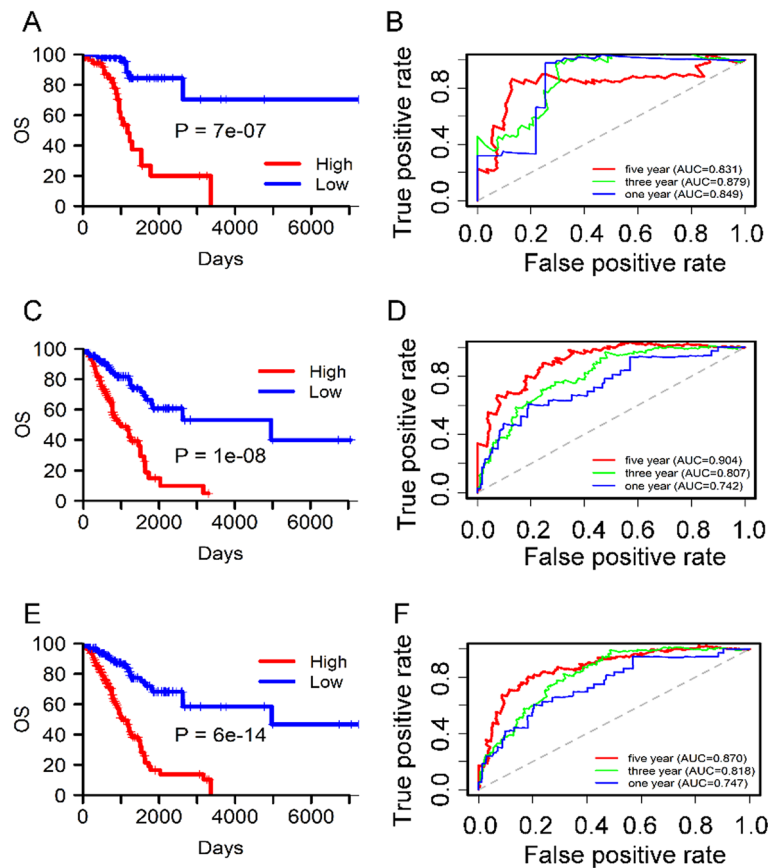 A
100
80
60
40
20
0
OS
P = 7e-07
High
Low
0 2000 4000 6000
Days
B
True positive rate
0.0 0.4 0.8
five year (AUC=0.831)
three year (AUC=0.879)
one year (AUC=0.849)
0.0 0.2 0.4 0.6 0.8 1.0
False positive rate
C
100
80
60
40
20
0
OS
High
Low
P = 1e-08
0 2000 4000 6000
Days
D
True positive rate
0.0 0.4 0.8
five year (AUC=0.904)
three year (AUC=0.807)
one year (AUC=0.742)
0.0 0.2 0.4 0.6 0.8 1.0
False positive rate
E
100
80
60
40
20
0
OS
High
Low
P = 6e-14
0 2000 4000 6000
Days
F
True positive rate
0.0 0.4 0.8
five year (AUC=0.870)
three year (AUC=0.818)
one year (AUC=0.747)
0.0 0.2 0.4 0.6 0.8 1.0
False positive rate